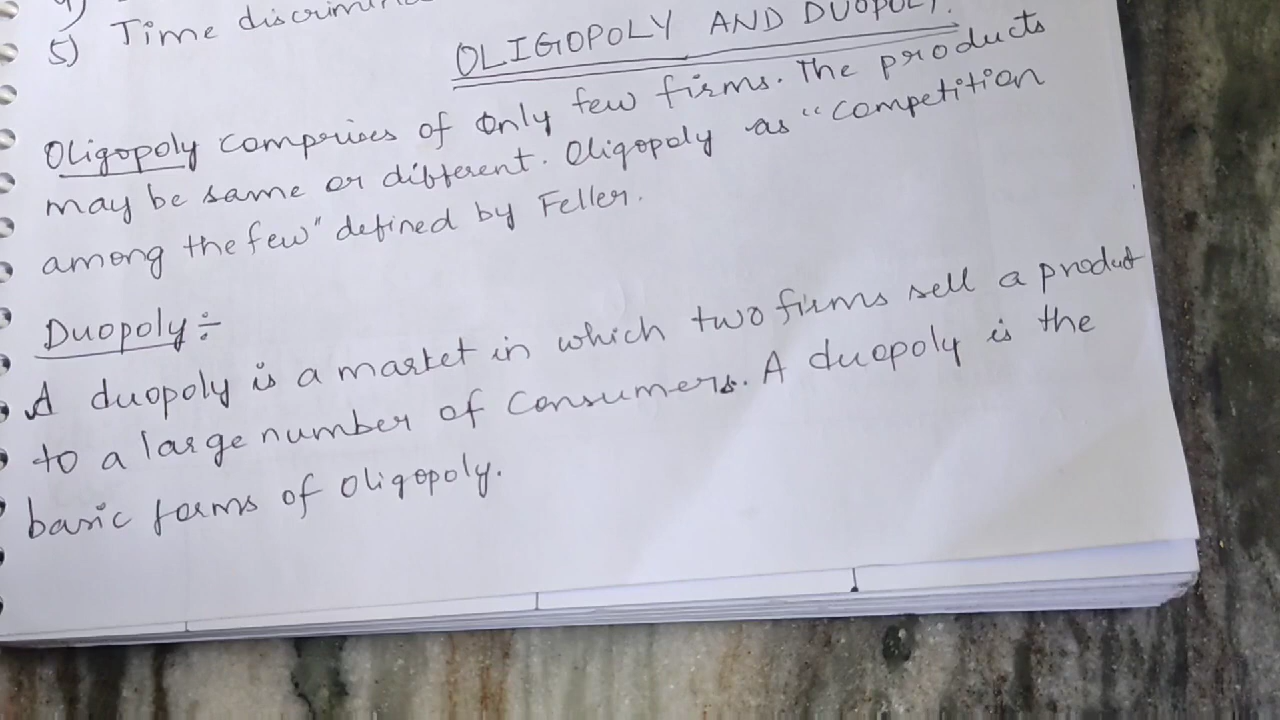 5) Time discrimin
OLIGOPOLY AND DUOPOLY.
Oligopoly comprises of only few firms. The products
may be same or different. Oligopoly as "competition
among the few" defined by Feller.
Duopoly ÷
A duopoly is a market in which two firms sell a product
to a large number of consumers. A duopoly is the
basic forms of oligopoly.